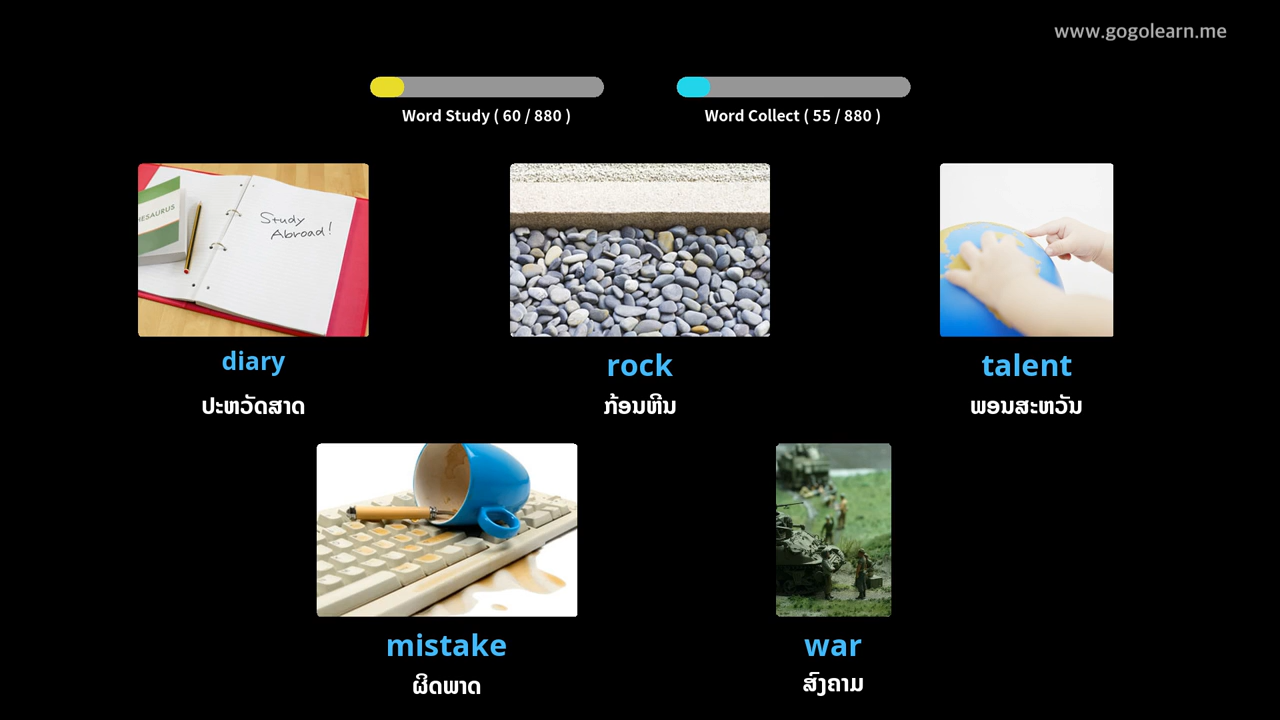 www.gogolearn.me
Word Study ( 60 / 880 )
Word Collect ( 55 / 880 )
ESAURUS
Study
Abroad!
diary
rock
talent
ປະຫວັດສາດ
ກ້ອນຫີນ
ພອນສະຫວັນ
mistake
war
ຜິດພາດ
ສົງຄາມ